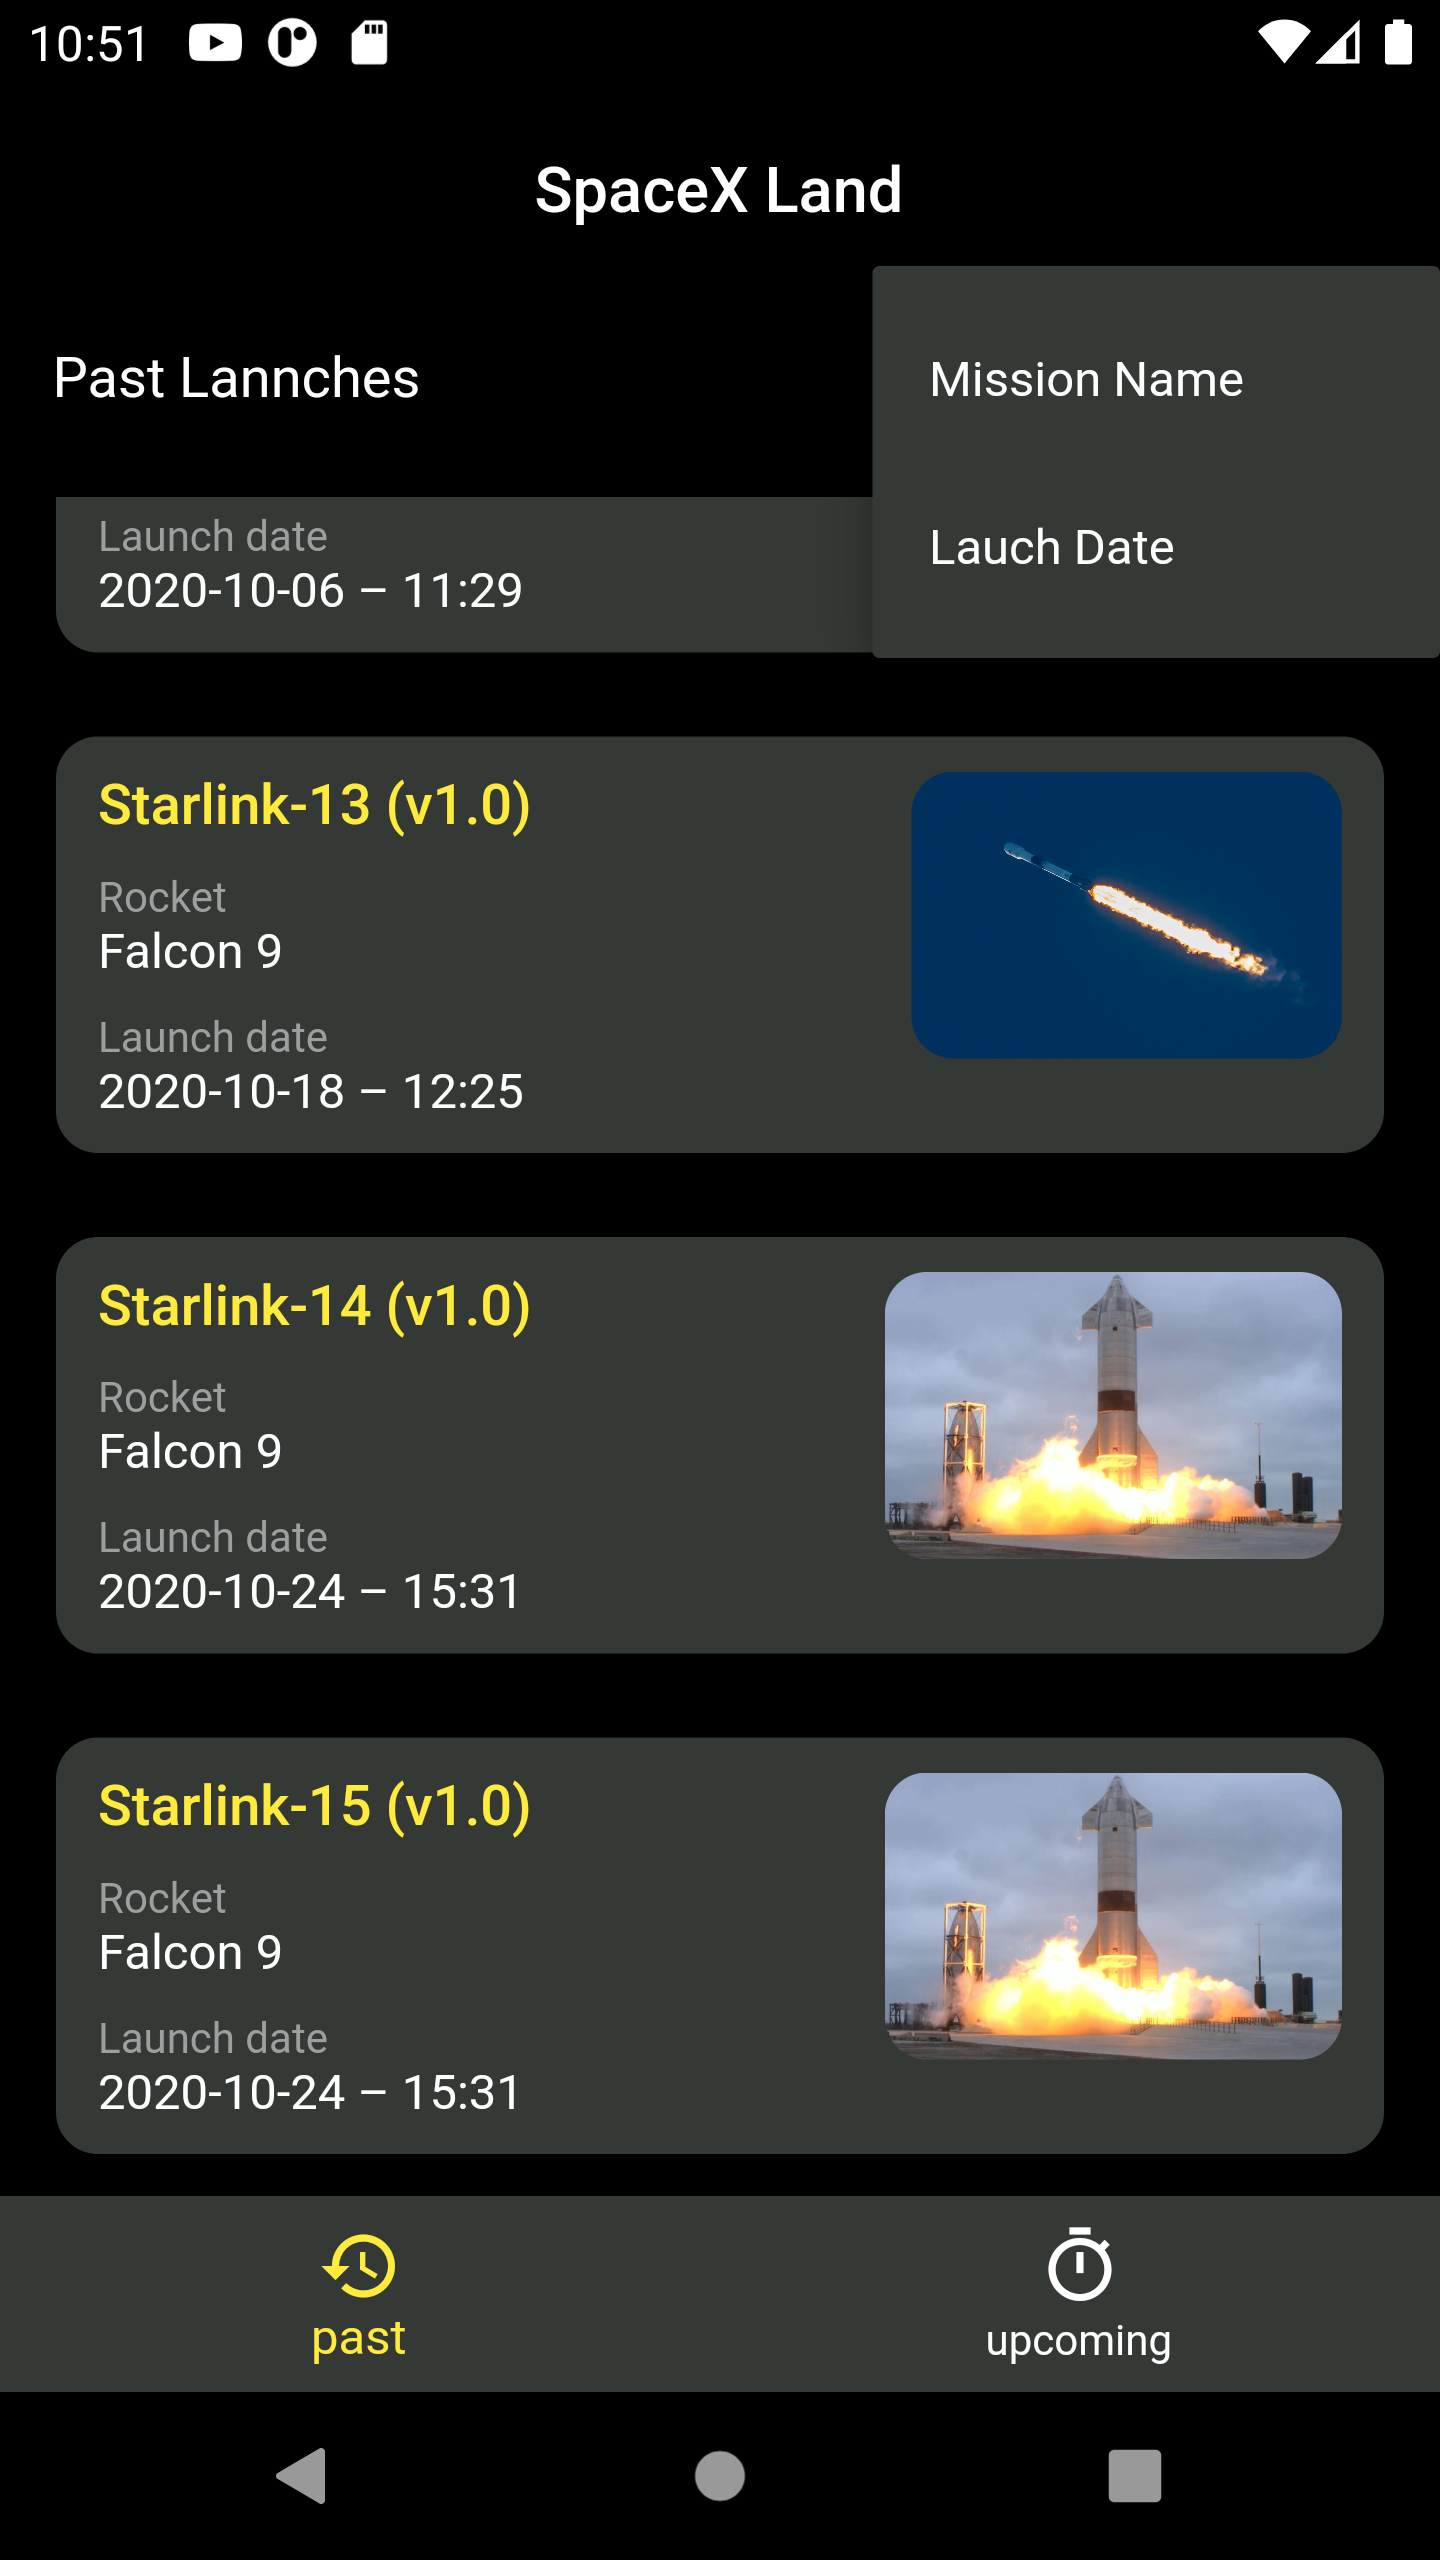 10:51
SpaceX Land
Past Lannches
Mission Name
Lauch Date
Launch date
2020-10-06 – 11:29
Starlink-13 (v1.0)
Rocket
Falcon 9
Launch date
2020-10-18 – 12:25
Starlink-14 (v1.0)
Rocket
Falcon 9
Launch date
2020-10-24 – 15:31
Starlink-15 (v1.0)
Rocket
Falcon 9
Launch date
2020-10-24 – 15:31
past
upcoming